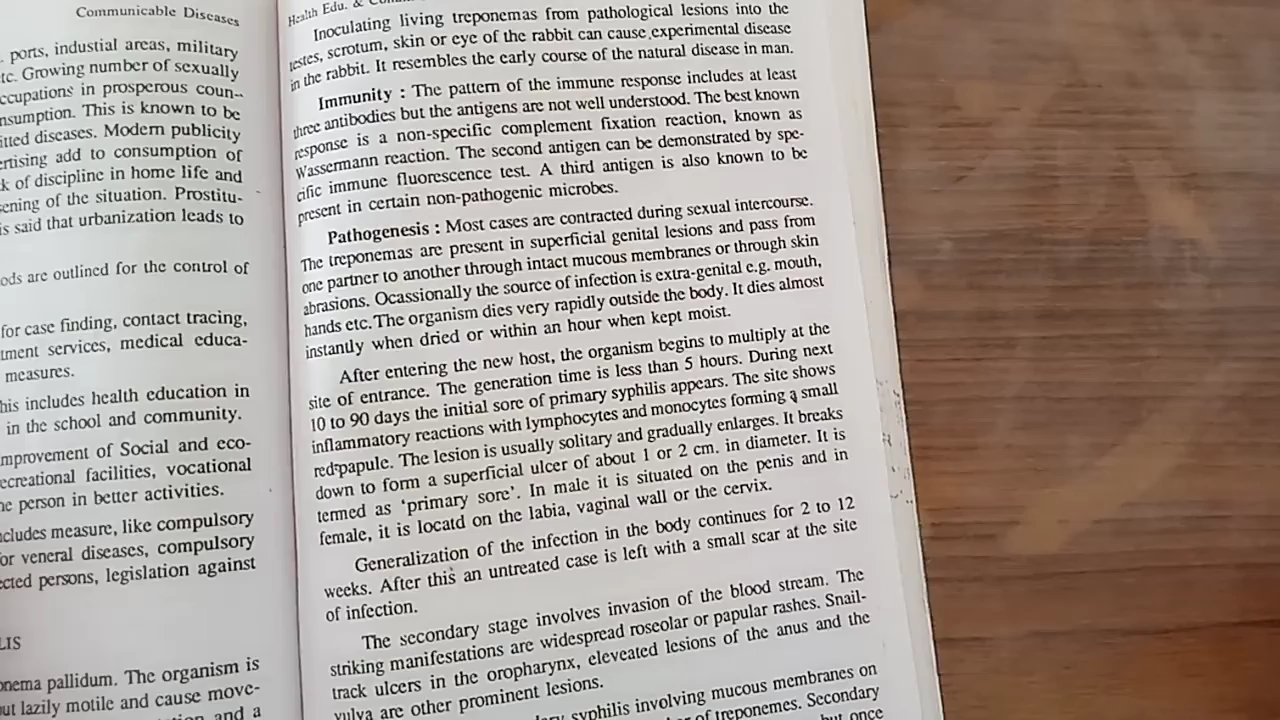 Communicable Diseases
. ports, industial areas, military
tc. Growing number of sexually
ccupations in prosperous coun-
nsumption. This is known to be
itted diseases. Modern publicity
ertising add to consumption of
k of discipline in home life and
ening of the situation. Prostitu-
is said that urbanization leads to
ods are outlined for the control of
for case finding, contact tracing,
tment services, medical educa-
measures.
his includes health education in
in the school and community.
mprovement of Social and eco-
ecreational facilities, vocational
ne person in better activities.
ncludes measure, like compulsory
or veneral diseases, compulsory
ected persons, legislation against
LIS
onema pallidum. The organism is
ut lazily motile and cause move-
and a
Health Edu. &
Inoculating living treponemas from pathological lesions into the
testes, scrotum, skin or eye of the rabbit can cause experimental disease
in the rabbit. It resembles the early course of the natural disease in man.
Immunity : The pattern of the immune response includes at least
three antibodies but the antigens are not well understood. The best known
response is a non-specific complement fixation reaction, known as
Wassermann reaction. The second antigen can be demonstrated by spe-
cific immune fluorescence test. A third antigen is also known to be
present in certain non-pathogenic microbes.
Pathogenesis : Most cases are contracted during sexual intercourse.
The treponemas are present in superficial genital lesions and pass from
one partner to another through intact mucous membranes or through skin
abrasions. Ocassionally the source of infection is extra-genital e.g. mouth,
hands etc. The organism dies very rapidly outside the body. It dies almost
instantly when dried or within an hour when kept moist.
After entering the new host, the organism begins to multiply at the
site of entrance. The generation time is less than 5 hours. During next
10 to 90 days the initial sore of primary syphilis appears. The site shows
inflammatory reactions with lymphocytes and monocytes forming a small
red papule. The lesion is usually solitary and gradually enlarges. It breaks
down to form a superficial ulcer of about 1 or 2 cm. in diameter. It is
termed as 'primary sore'. In male it is situated on the penis and in
female, it is locatd on the labia, vaginal wall or the cervix.
Generalization of the infection in the body continues for 2 to 12
weeks. After this an untreated case is left with a small scar at the site
of infection.
The secondary stage involves invasion of the blood stream. The
striking manifestations are widespread roseolar or papular rashes. Snail-
track ulcers in the oropharynx, eleveated lesions of the anus and the
vulva are other prominent lesions.
syphilis involving mucous membranes on
of treponemes. Secondary
but once